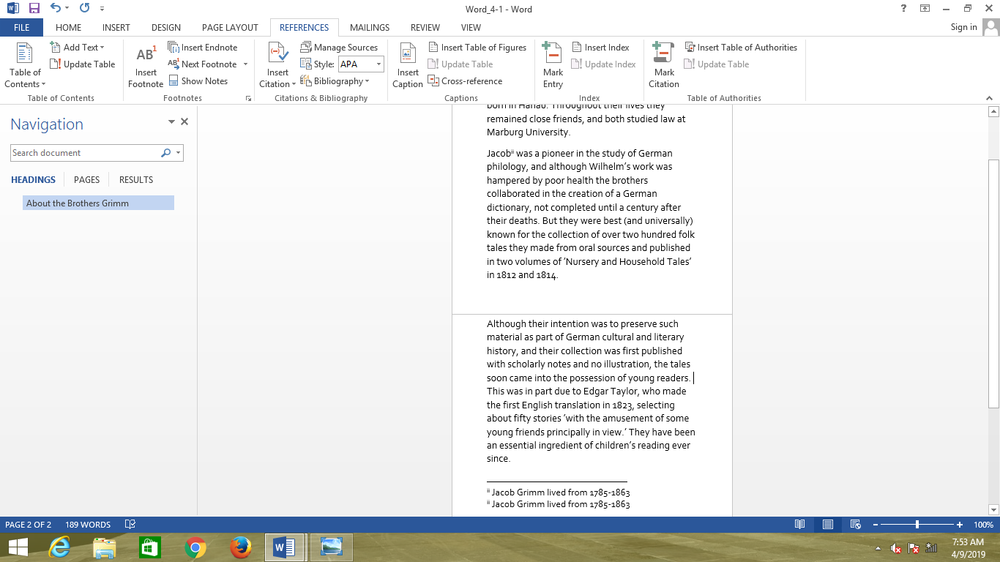 Word_4-1 - Word
?
FILE HOME INSERT DESIGN PAGE LAYOUT REFERENCES MAILINGS REVIEW VIEW Sign in
Table of Contents
Add Text
Update Table
Table of Contents
AB1
Insert Footnote
Insert Endnote
AB1 Next Footnote
Show Notes
Footnotes
Insert Citation
Manage Sources
Style: APA
Bibliography
Citations & Bibliography
Insert Caption
Insert Table of Figures
Update Table
Cross-reference
Captions
Mark Entry
Insert Index
Update Index
Index
Mark Citation
Insert Table of Authorities
Update Table
Table of Authorities
Navigation
Search document
HEADINGS PAGES RESULTS
About the Brothers Grimm
born in Hanau. Throughout their lives they
remained close friends, and both studied law at
Marburg University.
Jacobii was a pioneer in the study of German
philology, and although Wilhelm’s work was
hampered by poor health the brothers
collaborated in the creation of a German
dictionary, not completed until a century after
their deaths. But they were best (and universally)
known for the collection of over two hundred folk
tales they made from oral sources and published
in two volumes of ‘Nursery and Household Tales’
in 1812 and 1814.
Although their intention was to preserve such
material as part of German cultural and literary
history, and their collection was first published
with scholarly notes and no illustration, the tales
soon came into the possession of young readers.
This was in part due to Edgar Taylor, who made
the first English translation in 1823, selecting
about fifty stories ‘with the amusement of some
young friends principally in view.’ They have been
an essential ingredient of children’s reading ever
since.
ii Jacob Grimm lived from 1785-1863
ii Jacob Grimm lived from 1785-1863
PAGE 2 OF 2 189 WORDS 100%
7:53 AM
4/9/2019